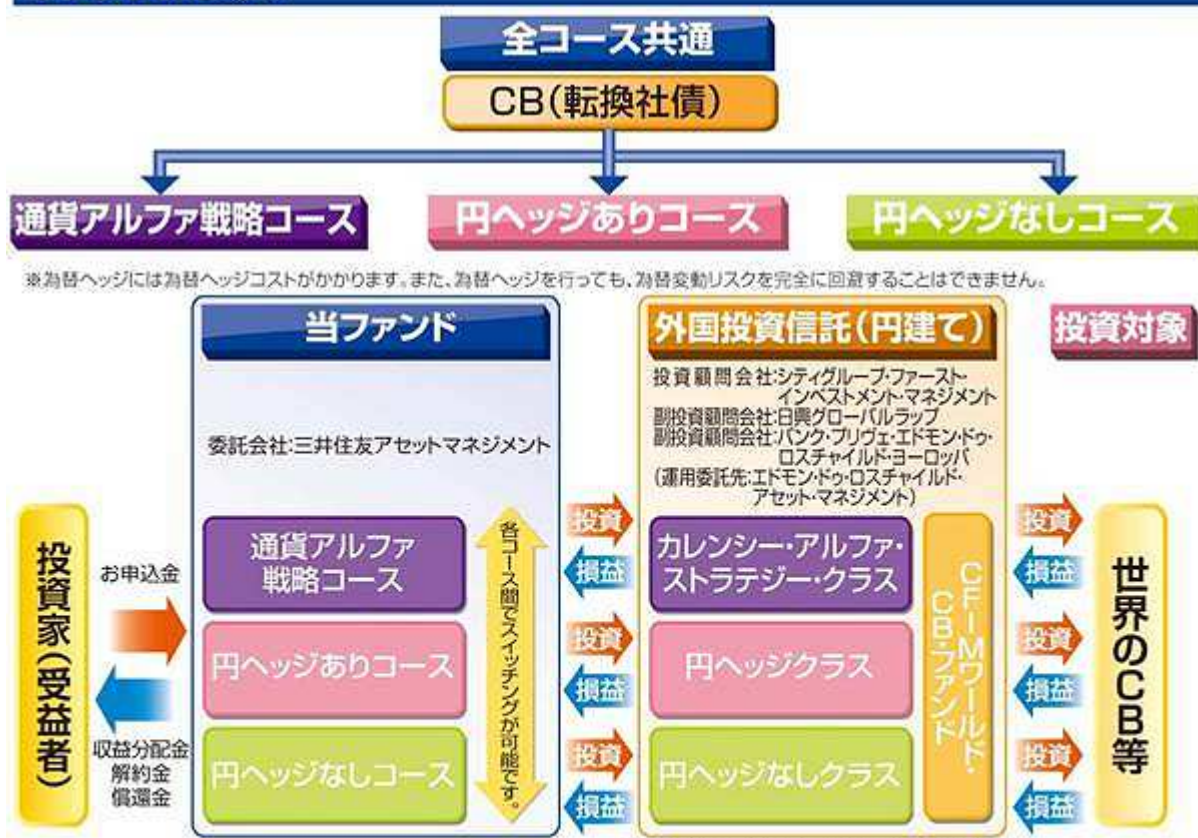 全コース共通
CB(転換社債)
通貨アルファ戦略コース
円ヘッジありコース
円ヘッジなしコース
※為替ヘッジには為替ヘッジコストがかかります。また、為替ヘッジを行っても、為替変動リスクを完全に回避することはできません。
当ファンド
外国投資信託(円建て)
投資対象
委託会社:三井住友アセットマネジメント
投資顧問会社:シティグループ・ファースト・
インベストメント・マネジメント
副投資顧問会社:日興グローバルラップ
副投資顧問会社:バンク・プリヴェ・エドモン・ドゥ・
ロスチャイルド・ヨーロッパ
(運用委託先:エドモン・ドゥ・ロスチャイルド・
アセット・マネジメント)
投資家(受益者)
お申込金
収益分配金
解約金
償還金
通貨アルファ
戦略コース
円ヘッジありコース
円ヘッジなしコース
各コース間でスイッチングが可能です。
投資
損益
投資
損益
投資
損益
カレンシー・アルファ・
ストラテジー・クラス
円ヘッジクラス
円ヘッジなしクラス
CFIMワールド・
CB・ファンド
投資
損益
投資
損益
投資
損益
世界のCB等